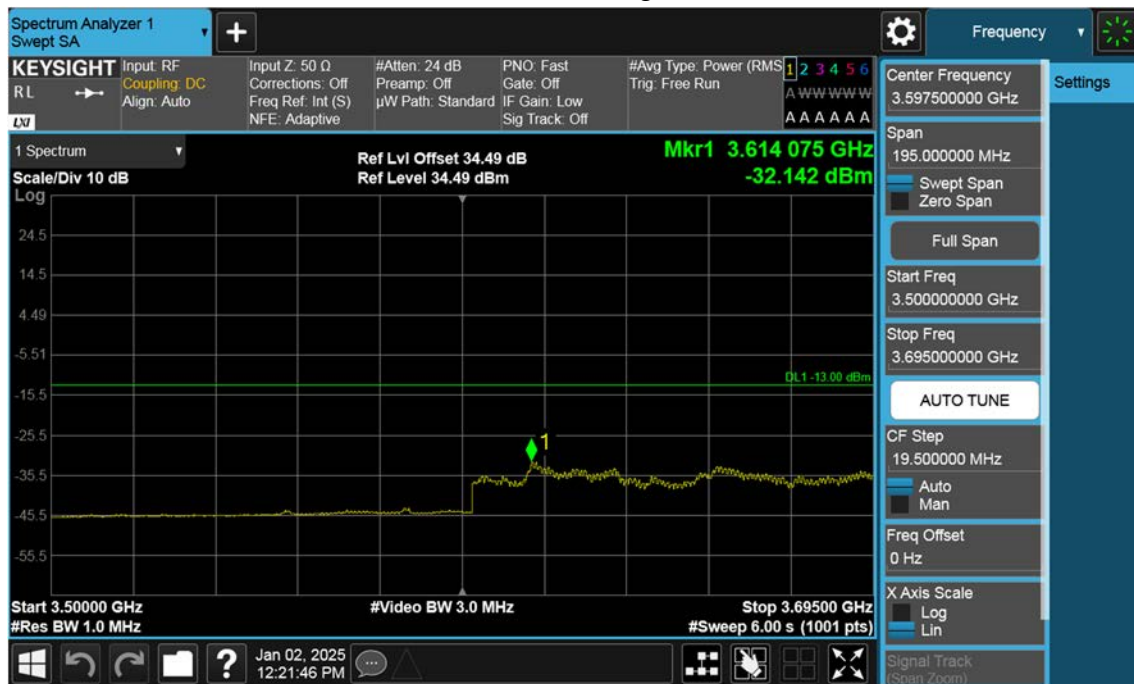 Spectrum Analyzer 1
Swept SA
+
Frequency
KEYSIGHT
RL
LXI
Input: RF
Coupling: DC
Align: Auto
Input Z: 50 Ω
Corrections: Off
Freq Ref: Int (S)
NFE: Adaptive
#Atten: 24 dB
Preamp: Off
µW Path: Standard
PNO: Fast
Gate: Off
IF Gain: Low
Sig Track: Off
#Avg Type: Power (RMS
Trig: Free Run
1 2 3 4 5 6
A W W W W W
A A A A A A
1 Spectrum
Scale/Div 10 dB
Ref Lvl Offset 34.49 dB
Ref Level 34.49 dBm
Mkr1 3.614 075 GHz
-32.142 dBm
Log
24.5
14.5
4.49
-5.51
-15.5
-25.5
-35.5
-45.5
-55.5
DL1 -13.00 dBm
1
Start 3.50000 GHz
#Res BW 1.0 MHz
#Video BW 3.0 MHz
Stop 3.69500 GHz
#Sweep 6.00 s (1001 pts)
Center Frequency
3.597500000 GHz
Span
195.000000 MHz
Swept Span
Zero Span
Full Span
Start Freq
3.500000000 GHz
Stop Freq
3.695000000 GHz
AUTO TUNE
CF Step
19.500000 MHz
Auto
Man
Freq Offset
0 Hz
X Axis Scale
Log
Lin
Signal Track
(Span Zoom)
Settings
?
Jan 02, 2025
12:21:46 PM